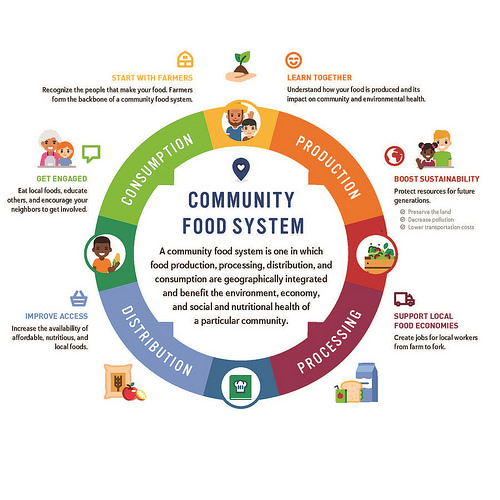 START WITH FARMERS
Recognize the people that make your food. Farmers
form the backbone of a community food system.
LEARN TOGETHER
Understand how your food is produced and its
impact on community and environmental health.
GET ENGAGED
Eat local foods, educate
others, and encourage your
neighbors to get involved.
BOOST SUSTAINABILITY
Protect resources for future
generations.
Preserve the land
Decrease pollution
Lower transportation costs
CONSUMPTION
PRODUCTION
COMMUNITY
FOOD SYSTEM
A community food system is one in which
food production, processing, distribution, and
consumption are geographically integrated
and benefit the environment, economy,
and social and nutritional health of
a particular community.
DISTRIBUTION
PROCESSING
IMPROVE ACCESS
Increase the availability of
affordable, nutritious, and
local foods.
SUPPORT LOCAL
FOOD ECONOMIES
Create jobs for local workers
from farm to fork.